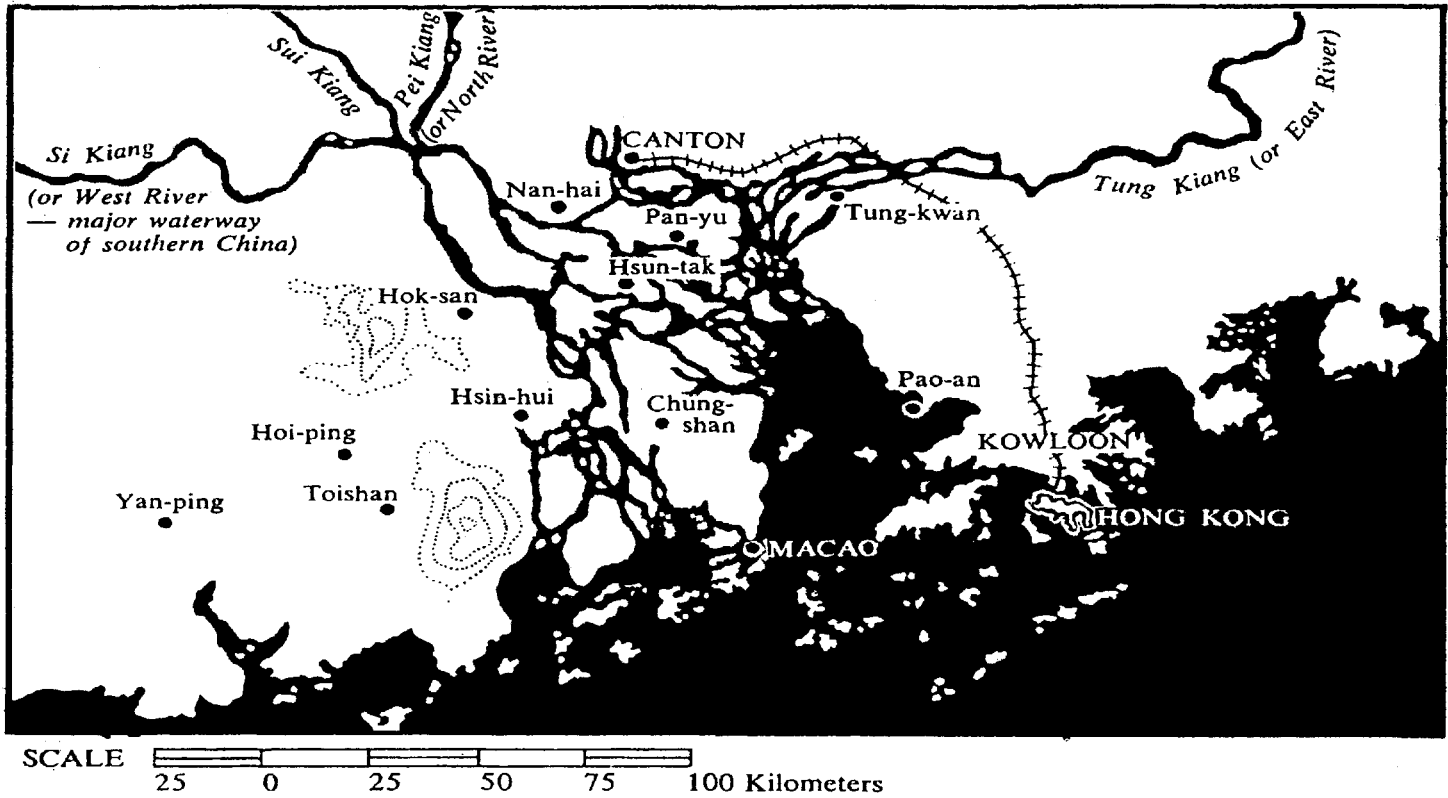 Sui Kiang
Pei Kiang
(or North River)
Si Kiang
(or West River
— major waterway
of southern China)
CANTON
Tung Kiang (or East River)
Nan-hai
Pan-yu
Tung-kwan
Hsun-tak
Hok-san
Pao-an
Hsin-hui
Chung-
shan
Hoi-ping
KOWLOON
Yan-ping
Toishan
HONG KONG
MACAO
SCALE
25 0 25 50 75 100 Kilometers